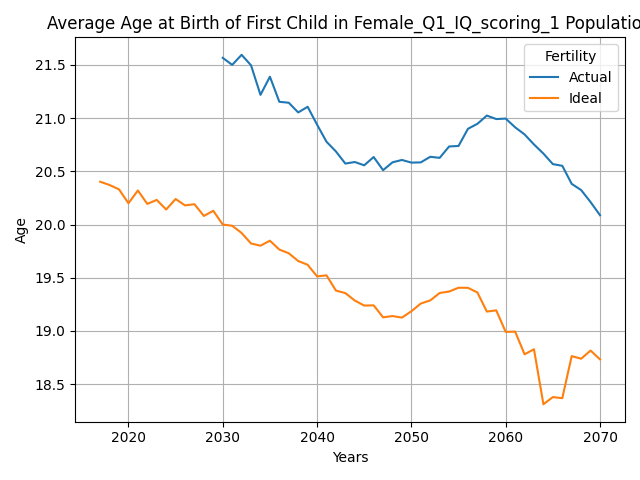 Average Age at Birth of First Child in Female_Q1_IQ_scoring_1 Populatio
Fertility
Actual
Ideal
21.5
21.0
20.5
20.0
19.5
19.0
18.5
Age
2020 2030 2040 2050 2060 2070
Years